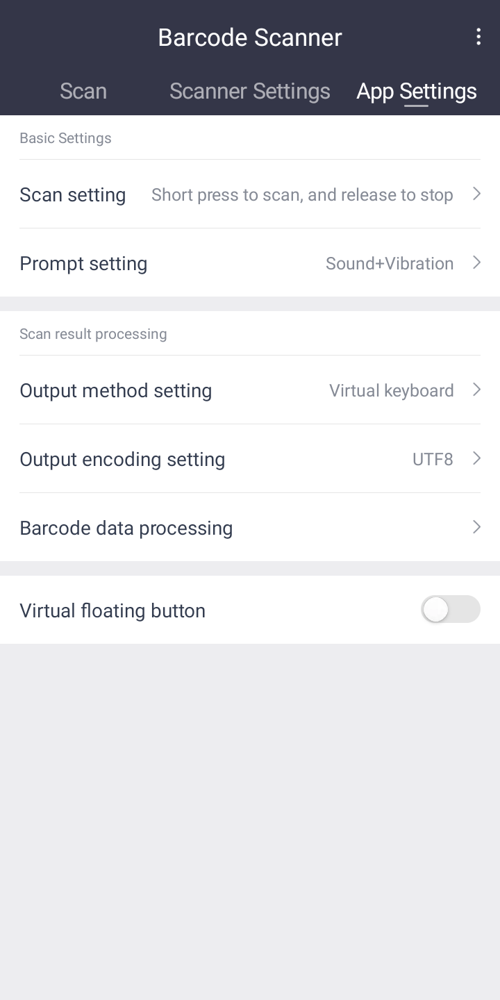 Barcode Scanner
Scan Scanner Settings App Settings
Basic Settings
Scan setting Short press to scan, and release to stop
Prompt setting Sound+Vibration
Scan result processing
Output method setting Virtual keyboard
Output encoding setting UTF8
Barcode data processing
Virtual floating button